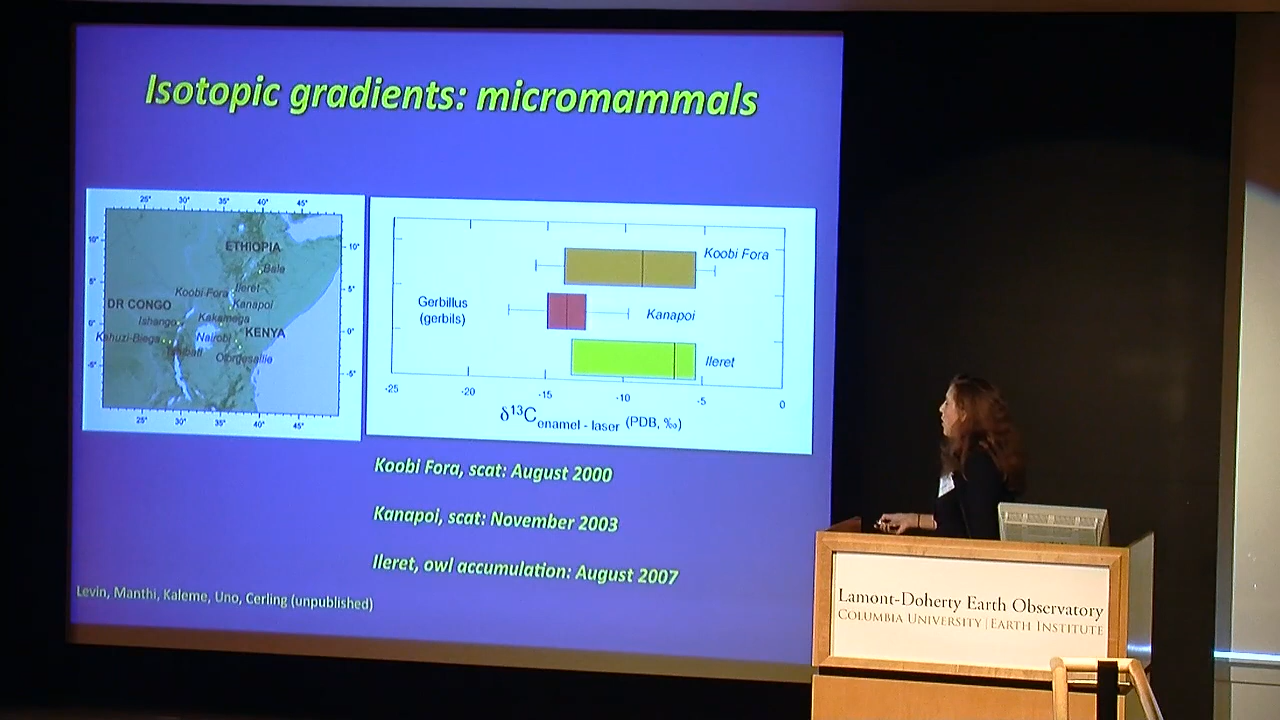 Isotopic gradients: micromammals
25° 30° 35° 40° 45°
10° 10°
ETHIOPIA
Bale
5° 5°
Koobi Fora Ileret
DR CONGO Kanapoi
Kakamega
0° 0°
Ishango KENYA
Kahuzi-Biega Nairobi
Olorgesailie
-5° -5°
25° 30° 35° 40° 45°
Koobi Fora
Gerbillus
(gerbils)
Kanapoi
Ileret
-25 -20 -15 -10 -5 0
δ13Cenamel - laser (PDB, ‰)
Koobi Fora, scat: August 2000
Kanapoi, scat: November 2003
Ileret, owl accumulation: August 2007
Levin, Manthi, Kaleme, Uno, Cerling (unpublished)
Lamont-Doherty Earth Observatory
COLUMBIA UNIVERSITY | EARTH INSTITUTE